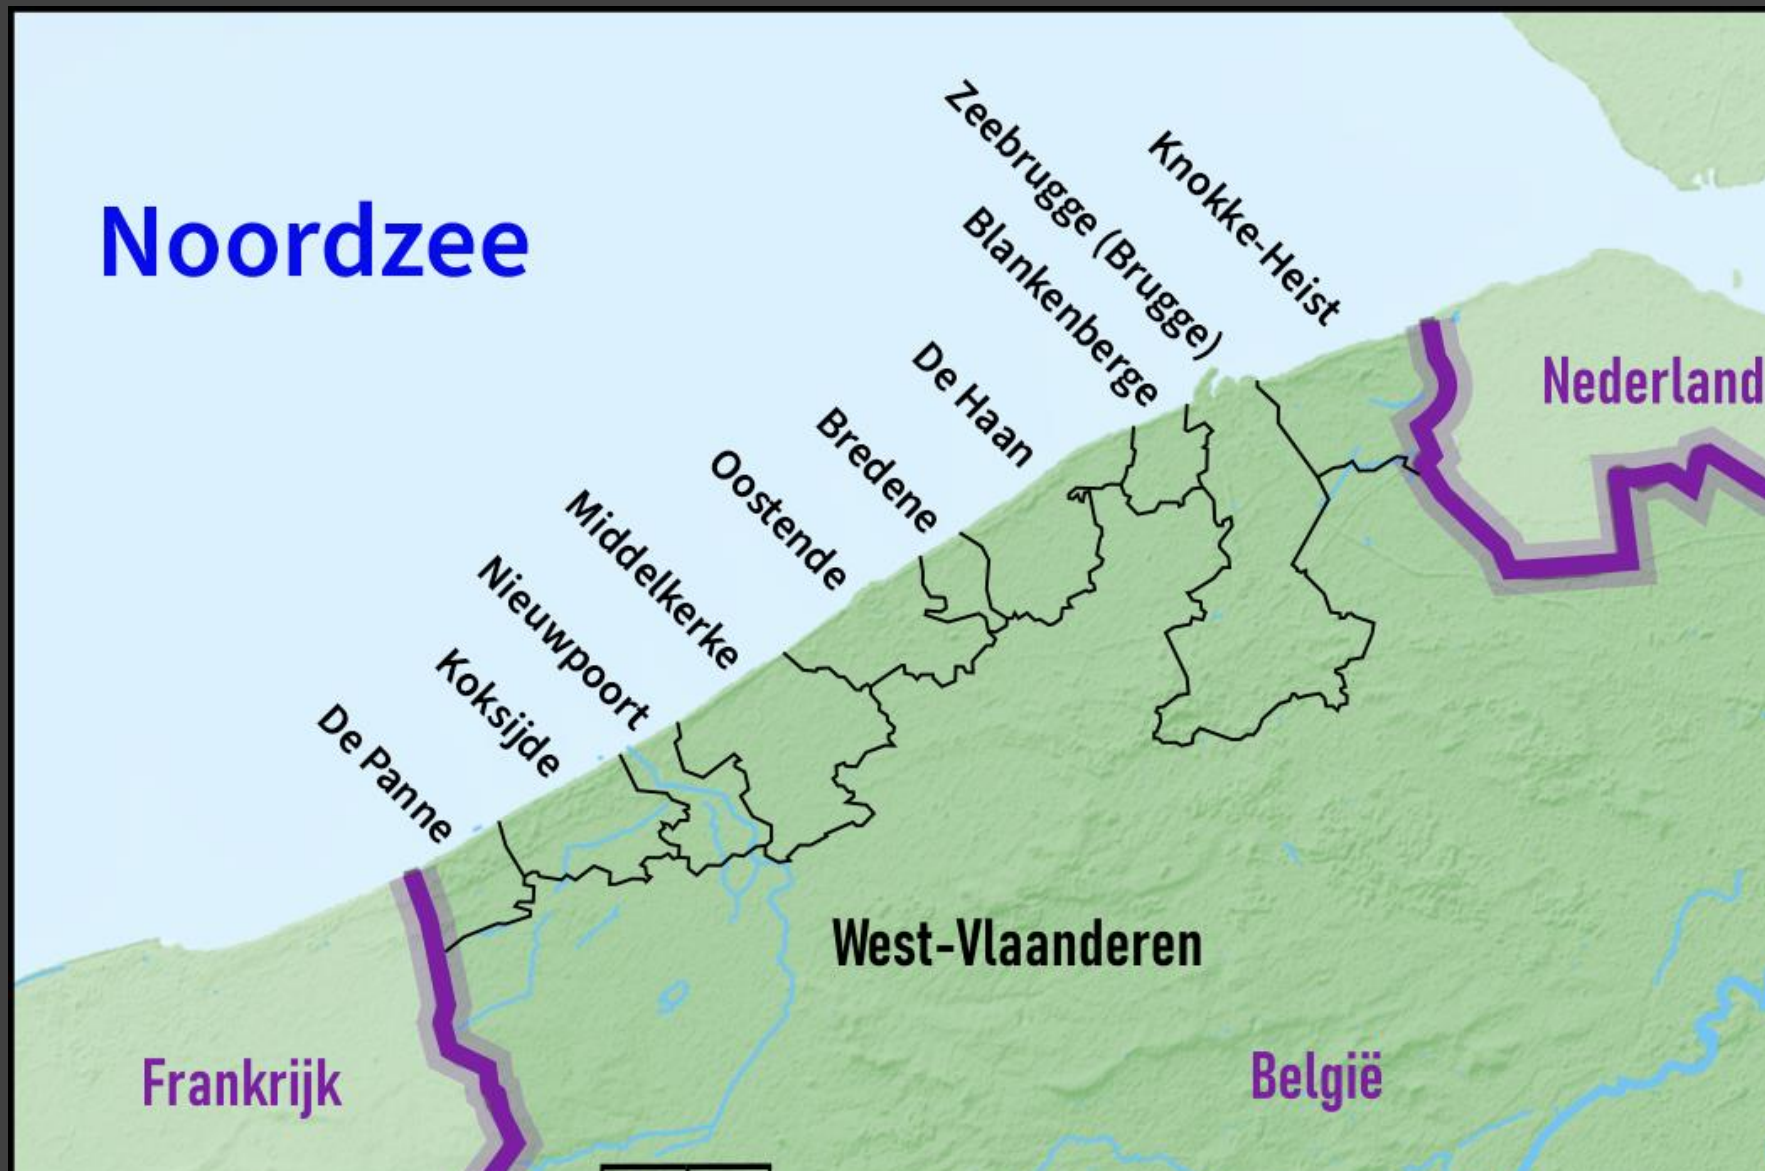 Zeebrugge (Brugge)
Knokke-Heist
Noordzee
Blankenberge
De Haan
Nederland
Bredene
Oostende
Middelkerke
Nieuwpoort
Koksijde
De Panne
West-Vlaanderen
Frankrijk
België